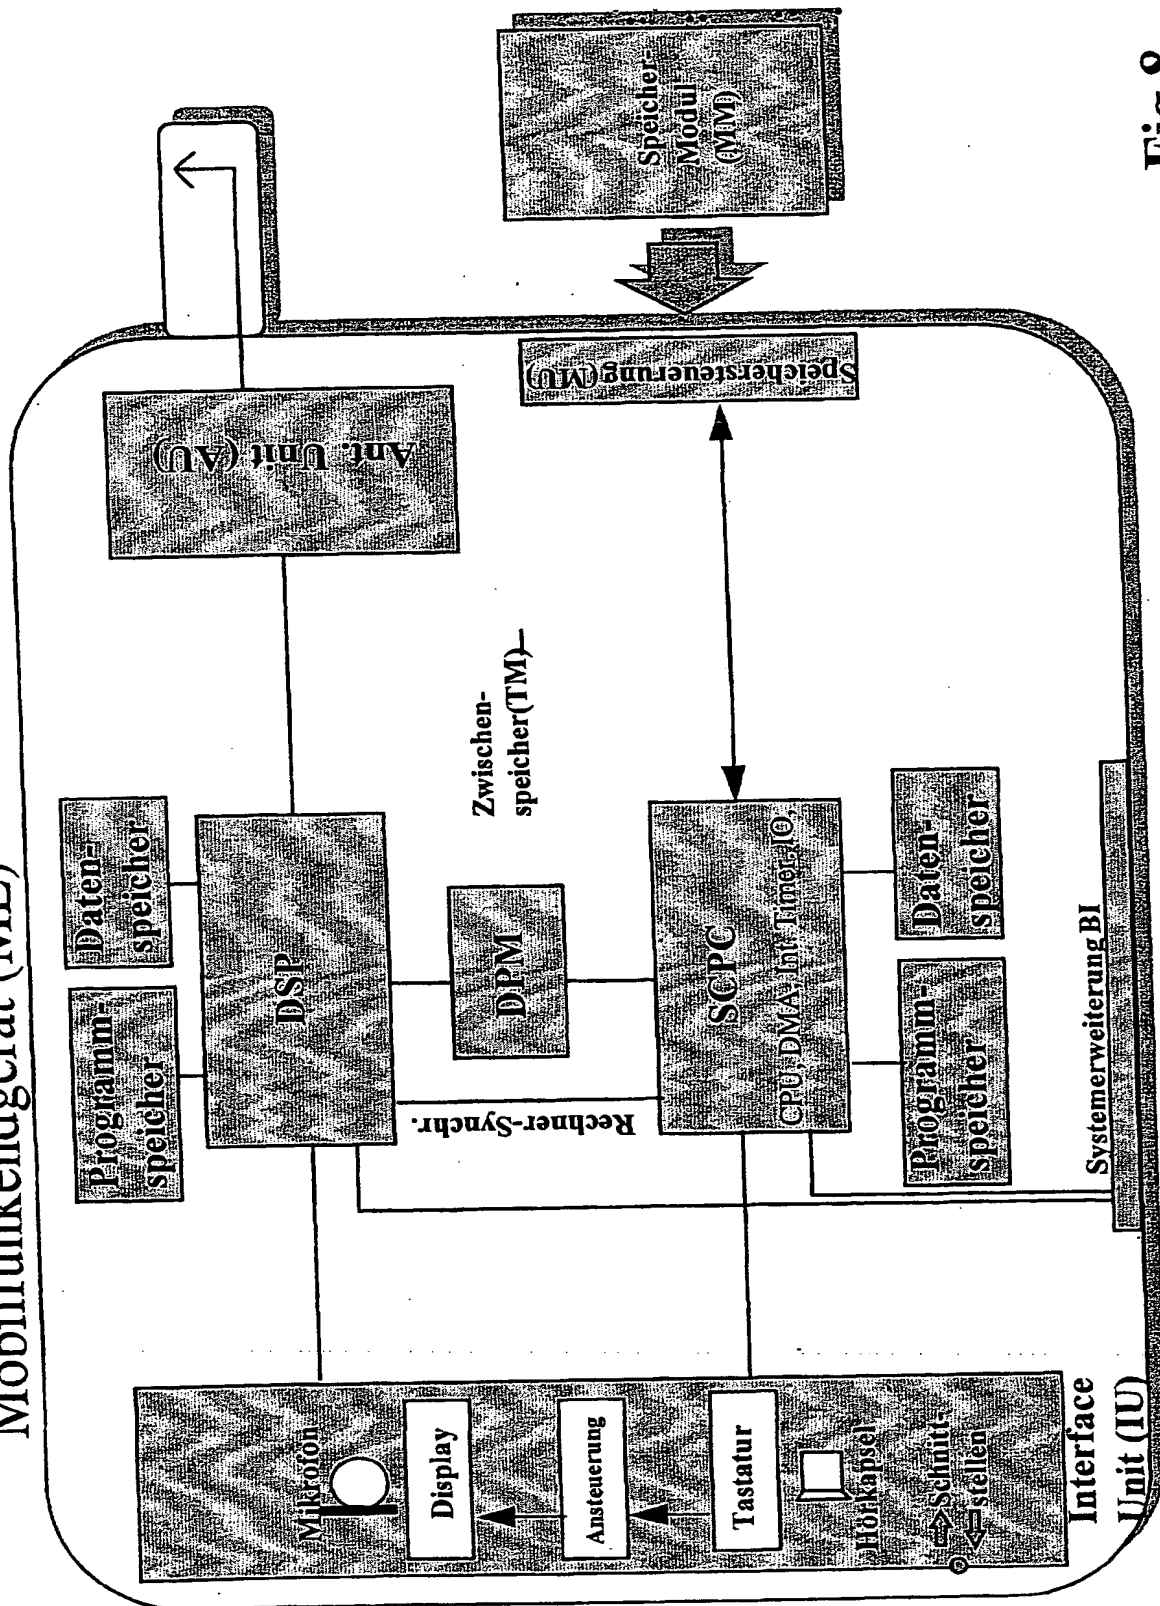 Mobilfunkendgerät (ME)
Programm-
speicher
Daten-
speicher
DSP
Ant. Unit (AU)
Mikrofon
Display
Ansteuerung
Tastatur
Hörkapsel
Schnitt-
stellen
Interface
Unit (IU)
Rechner-Synchr.
DPM
Zwischen-
speicher(TM)
SCPC
CPU, DMA, Int. Timer, IO,
Programm-
speicher
Daten-
speicher
Systemerweiterung BI
Speichersteuerung(MU)
Speicher-
Modul
(MM)